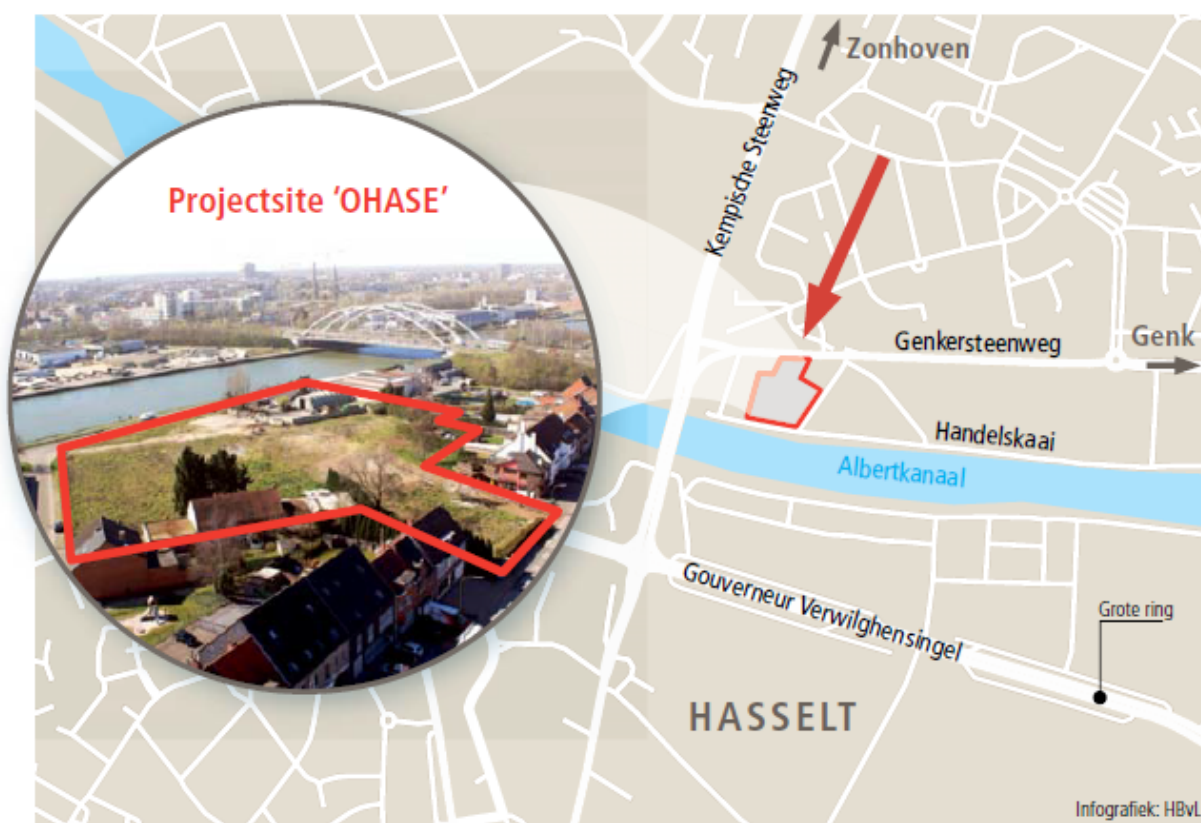 Zonhoven
Projectsite ‘OHASE’
Kempische Steenweg
Genkersteenweg
Genk
Handelskaai
Albertkanaal
Gouverneur Verwilghensingel
Grote ring
HASSELT
Infografiek: HBvL